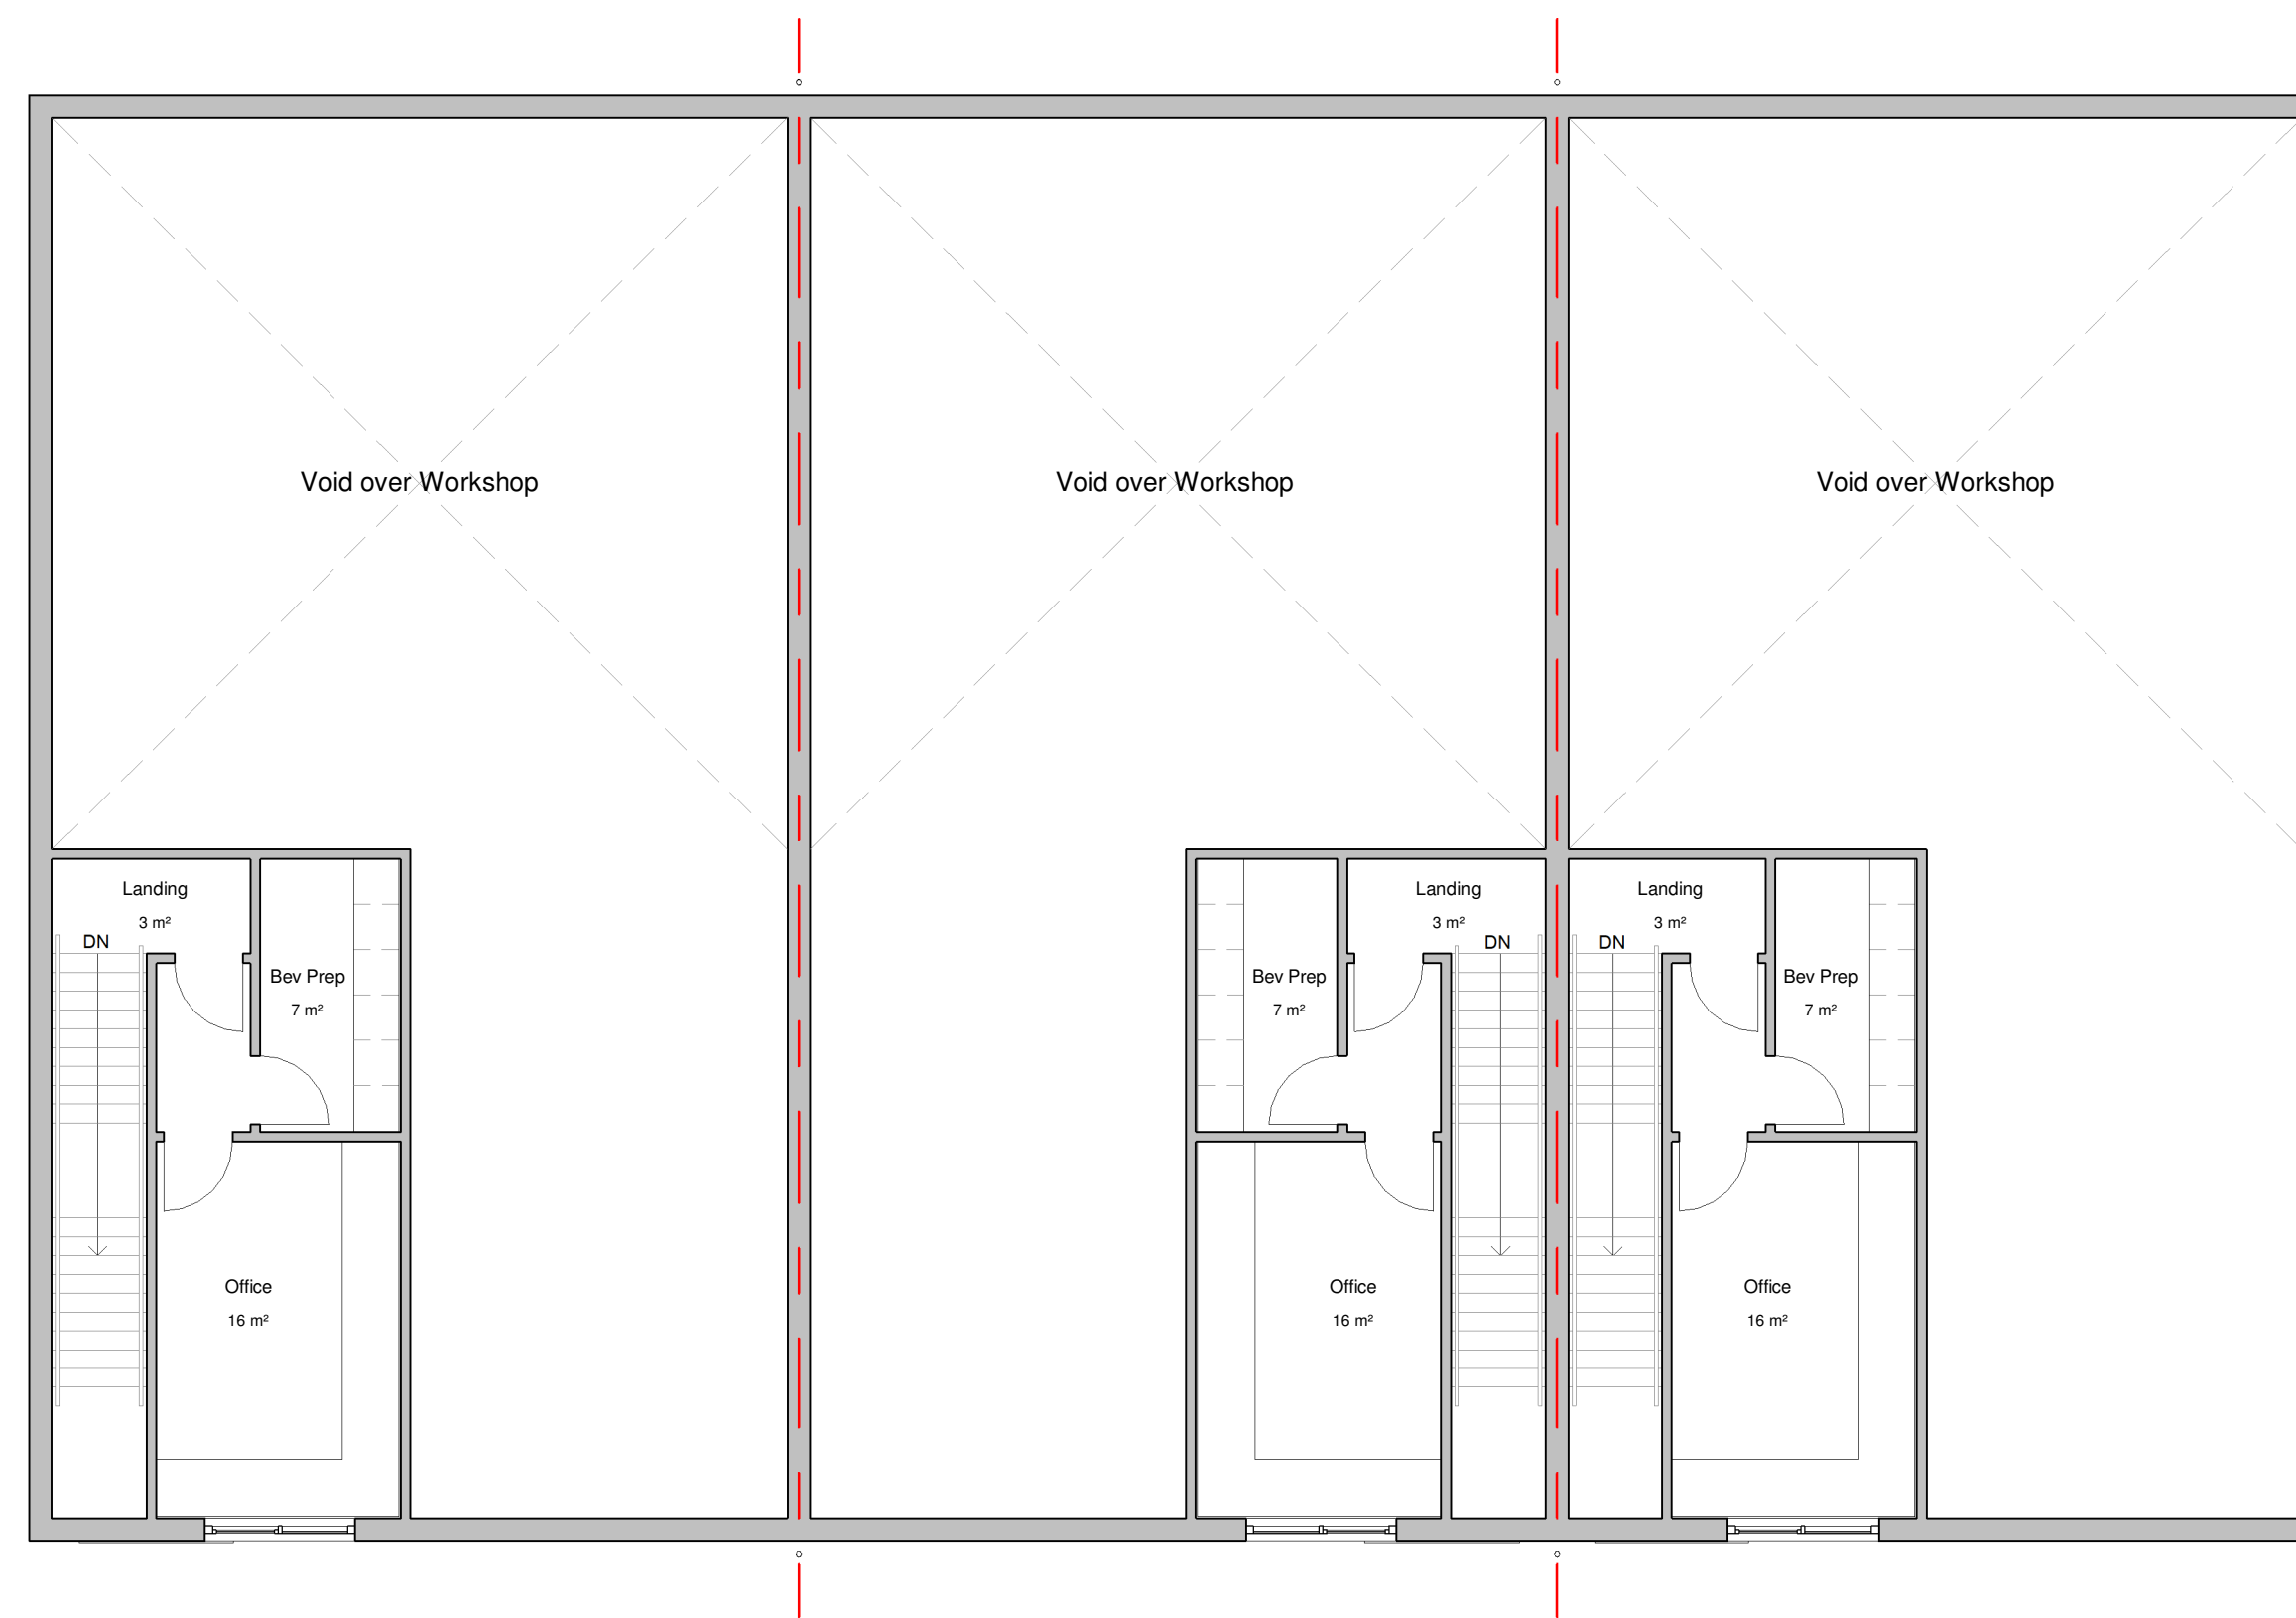 Void over Workshop
Void over Workshop
Void over Workshop
Landing
3 m²
DN
Bev Prep
7 m²
Office
16 m²
Landing
3 m²
DN
Bev Prep
7 m²
Office
16 m²
Landing
3 m²
DN
Bev Prep
7 m²
Office
16 m²